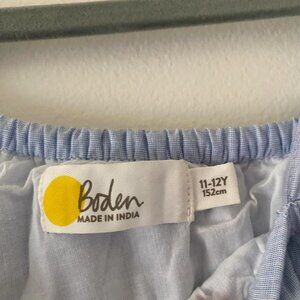 Boden
MADE IN INDIA
11-12Y
152cm